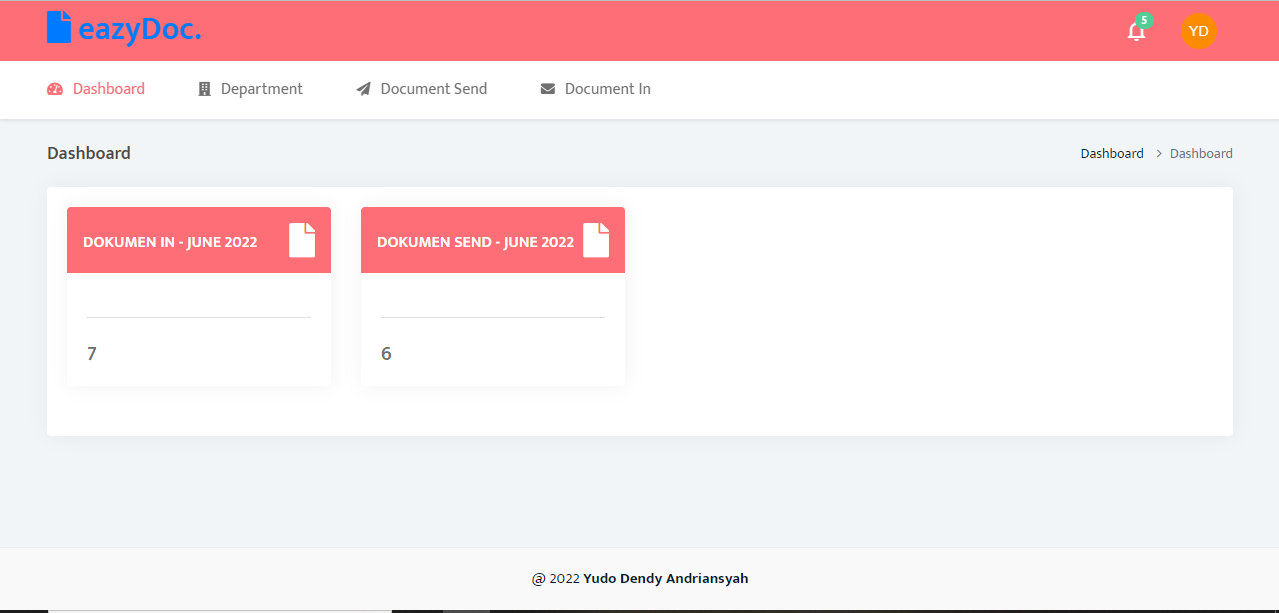 eazyDoc.
5
YD
Dashboard
Department
Document Send
Document In
Dashboard
Dashboard > Dashboard
DOKUMEN IN - JUNE 2022
7
DOKUMEN SEND - JUNE 2022
6
@ 2022 Yudo Dendy Andriansyah